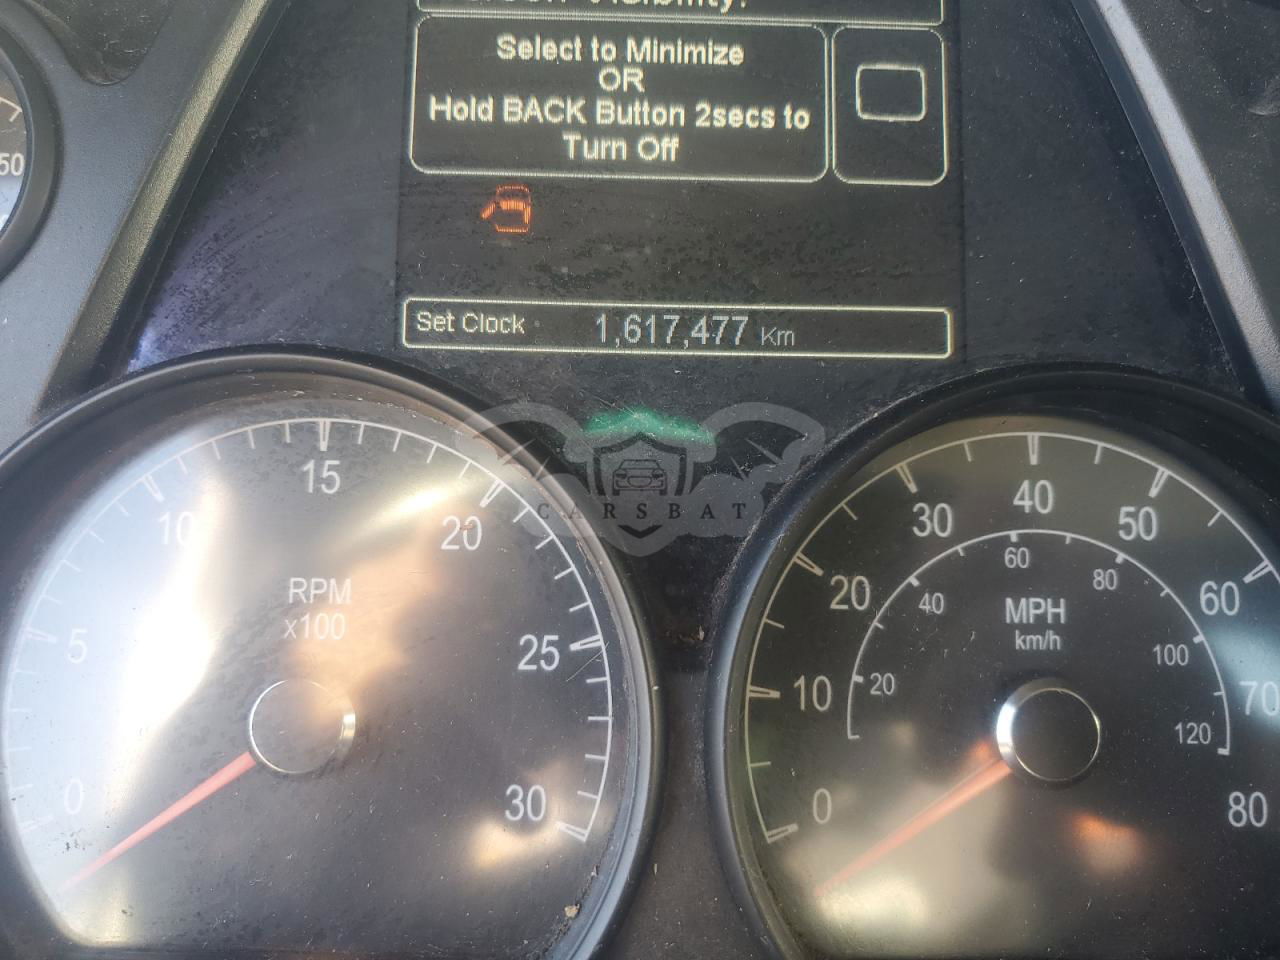 Select to Minimize
OR
Hold BACK Button 2secs to
Turn Off
Set Clock 1,617,477 Km
50
0
5
10
15
20
25
30
RPM
x100
CARSBAT
0
10
20
30
40
50
60
70
80
20
40
60
80
100
120
MPH
km/h